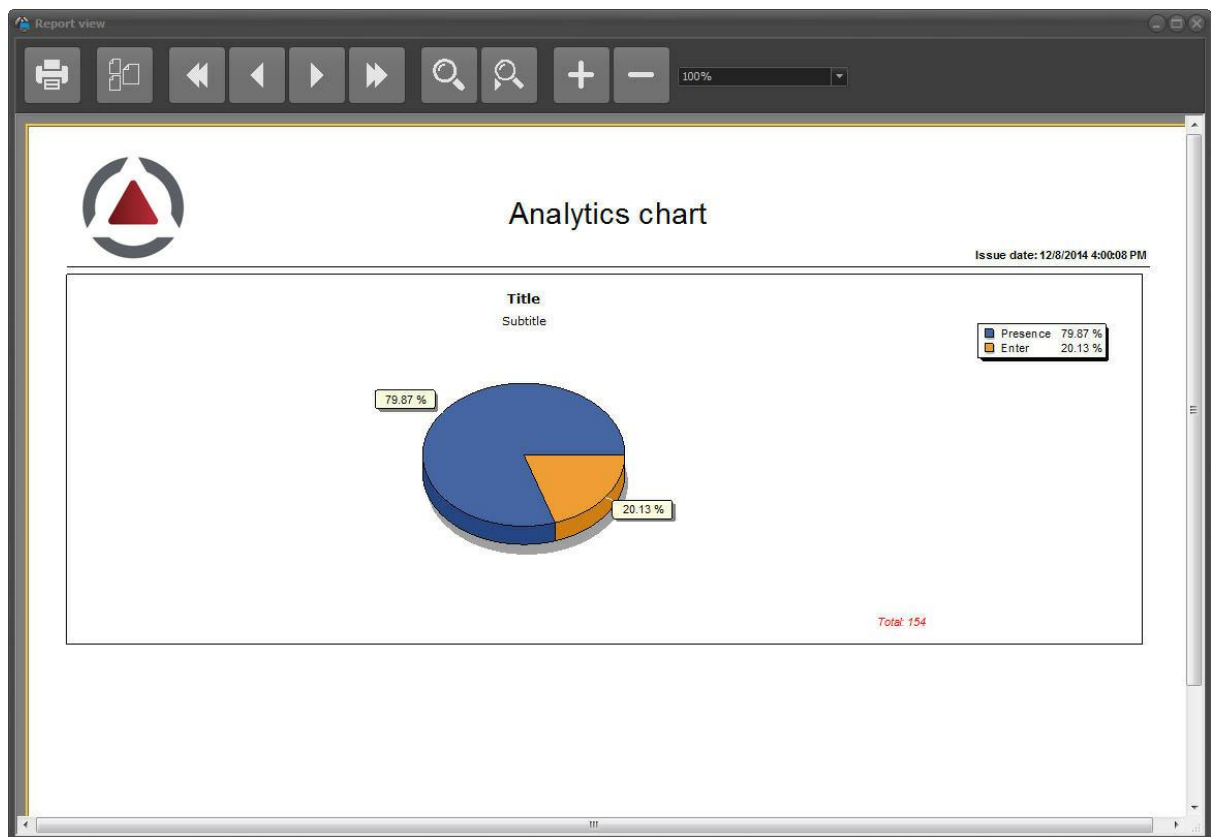 Report view
100%
Analytics chart
Issue date: 12/8/2014 4:00:08 PM
Title
Subtitle
Presence 79.87 %
Enter 20.13 %
79.87 %
20.13 %
Total: 154